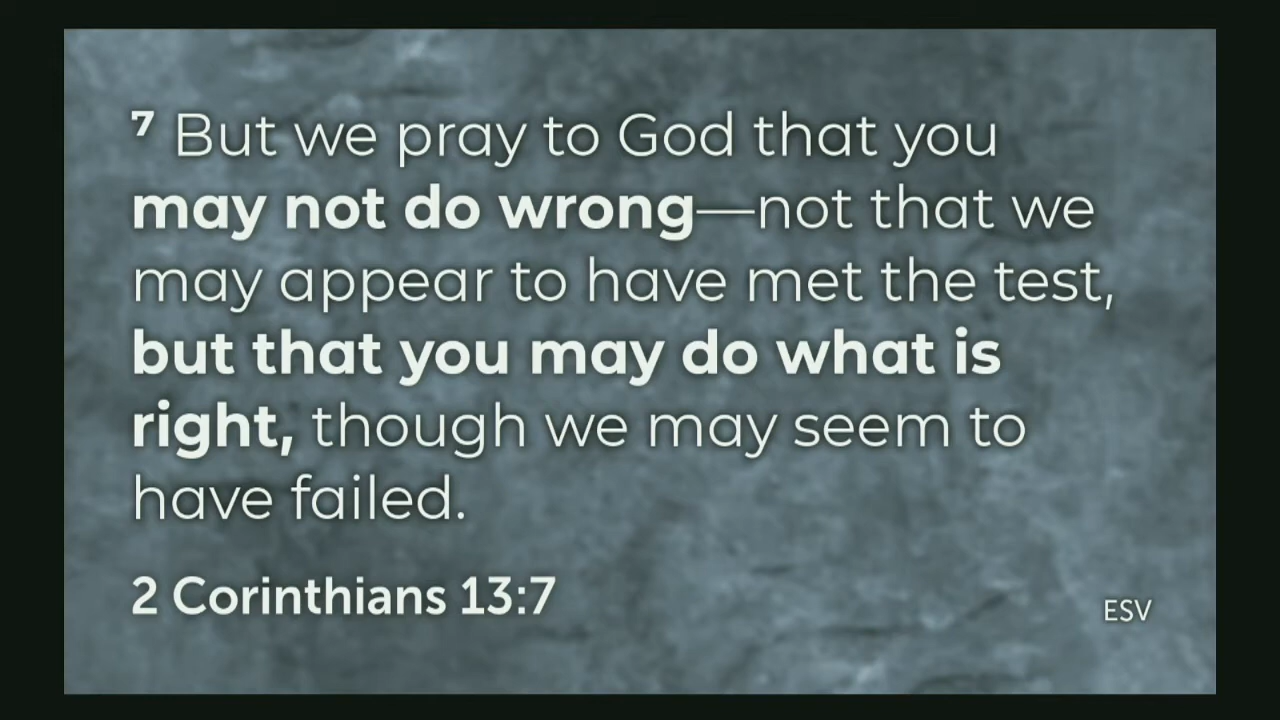 7 But we pray to God that you
may not do wrong—not that we
may appear to have met the test,
but that you may do what is
right, though we may seem to
have failed.
2 Corinthians 13:7
ESV